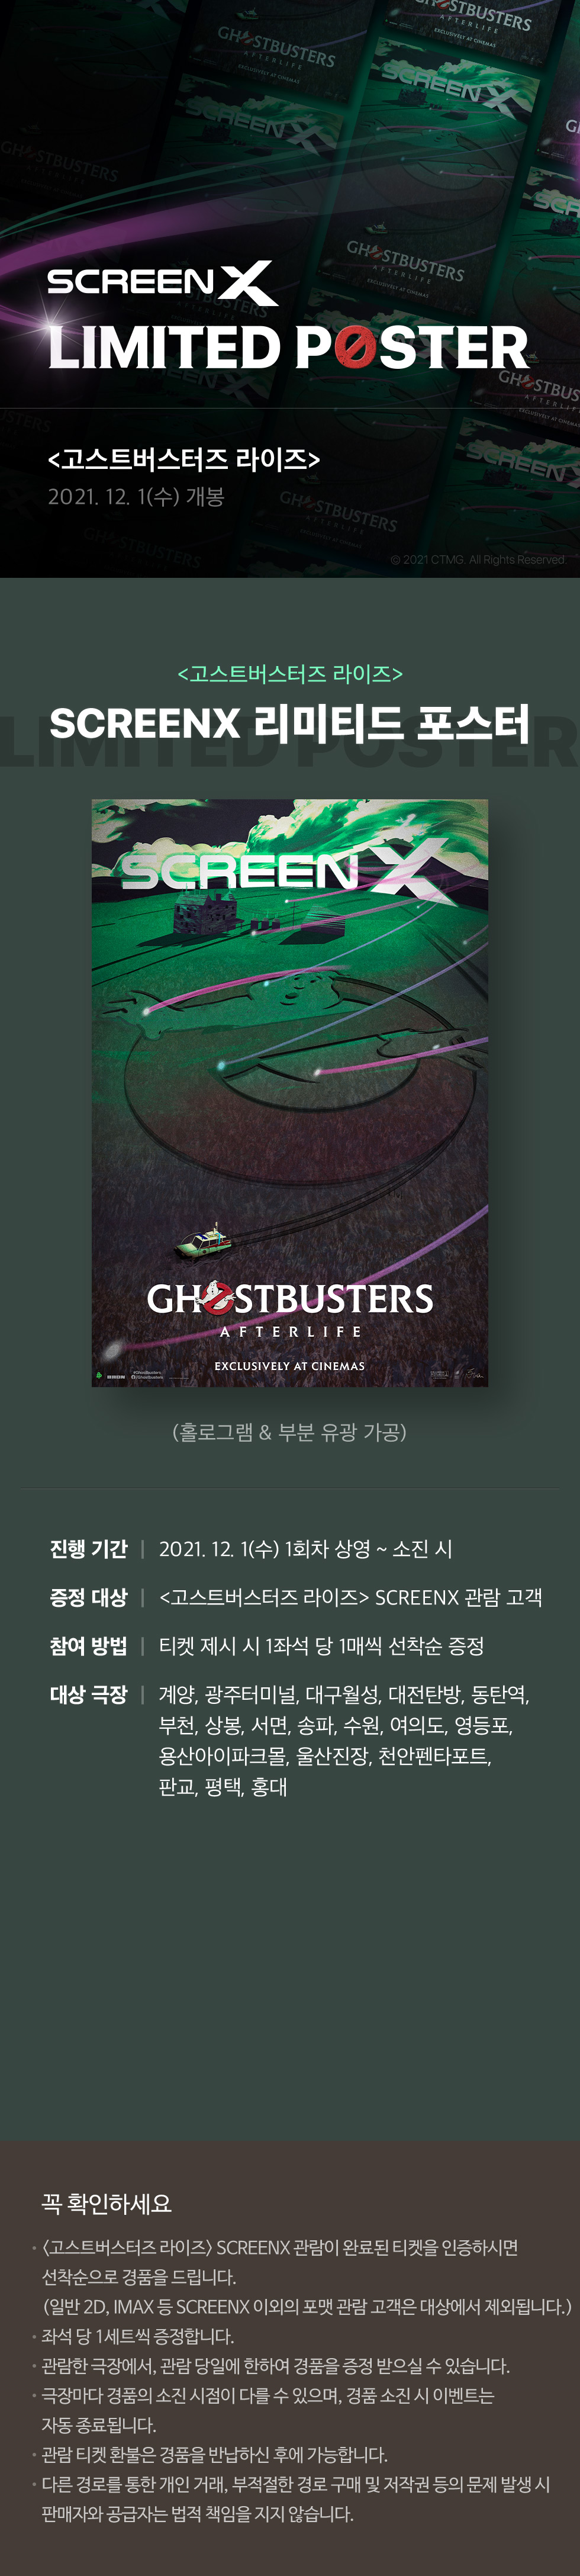 GHOSTBUSTERS
AFTERLIFE
EXCLUSIVELY AT CINEMAS
SCREENX
GHOSTBUSTERS
AFTERLIFE
SCREENX
LIMITED POSTER
<고스트버스터즈 라이즈>
2021. 12. 1(수) 개봉
© 2021 CTMG. All Rights Reserved.
<고스트버스터즈 라이즈>
LIMITED POSTER
SCREENX 리미티드 포스터
SCREENX
GHOSTBUSTERS
AFTERLIFE
EXCLUSIVELY AT CINEMAS
(홀로그램 & 부분 유광 가공)
진행 기간 | 2021. 12. 1(수) 1회차 상영 ~ 소진 시
증정 대상 | <고스트버스터즈 라이즈> SCREENX 관람 고객
참여 방법 | 티켓 제시 시 1좌석 당 1매씩 선착순 증정
대상 극장 | 계양, 광주터미널, 대구월성, 대전탄방, 동탄역,
부천, 상봉, 서면, 송파, 수원, 여의도, 영등포,
용산아이파크몰, 울산진장, 천안펜타포트,
판교, 평택, 홍대
꼭 확인하세요
· <고스트버스터즈 라이즈> SCREENX 관람이 완료된 티켓을 인증하시면
선착순으로 경품을 드립니다.
(일반 2D, IMAX 등 SCREENX 이외의 포맷 관람 고객은 대상에서 제외됩니다.)
· 좌석 당 1세트씩 증정합니다.
· 관람한 극장에서, 관람 당일에 한하여 경품을 증정 받으실 수 있습니다.
· 극장마다 경품의 소진 시점이 다를 수 있으며, 경품 소진 시 이벤트는
자동 종료됩니다.
· 관람 티켓 환불은 경품을 반납하신 후에 가능합니다.
· 다른 경로를 통한 개인 거래, 부적절한 경로 구매 및 저작권 등의 문제 발생 시
판매자와 공급자는 법적 책임을 지지 않습니다.